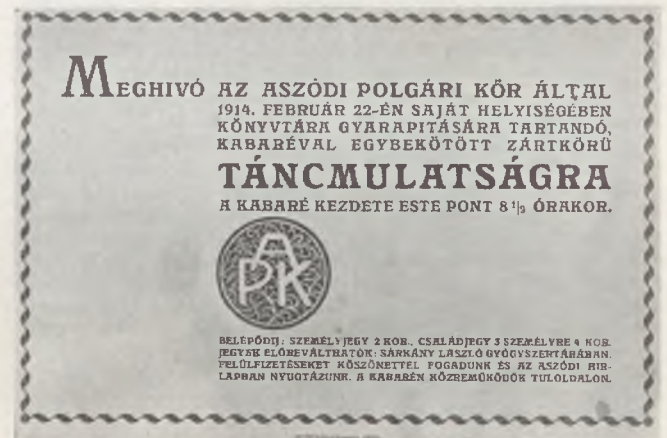 MEGHIVÓ AZ ASZÓDI POLGÁRI KÖR ÁLTAL
1914. FEBRUÁR 22-ÉN SAJÁT HELYISÉGÉBEN
KÖNYVTÁRA GYARAPITÁSÁRA TARTANDÓ,
KABARÉVAL EGYBEKÖTÖTT ZÁRTKÖRÜ
TÁNCMULATSÁGRA
A KABARÉ KEZDETE ESTE PONT 8 1/2 ÓRAKOR.
APK
BELÉPŐDIJ: SZEMÉLYJEGY 2 KOR., CSALÁDJEGY 3 SZEMÉLYRE 4 KOR.
JEGYEK ELŐREVÁLTHATÓK: SÁRKÁNY LÁSZLÓ GYÓGYSZERTÁRÁBAN.
FELÜLFIZETÉSEKET KÖSZÖNETTEL FOGADUNK ÉS AZ ASZÓDI HIR-
LAPBAN NYUGTÁZUNK. A KABARÉN KÖZREMŰKÖDŐK TULOLDALON.